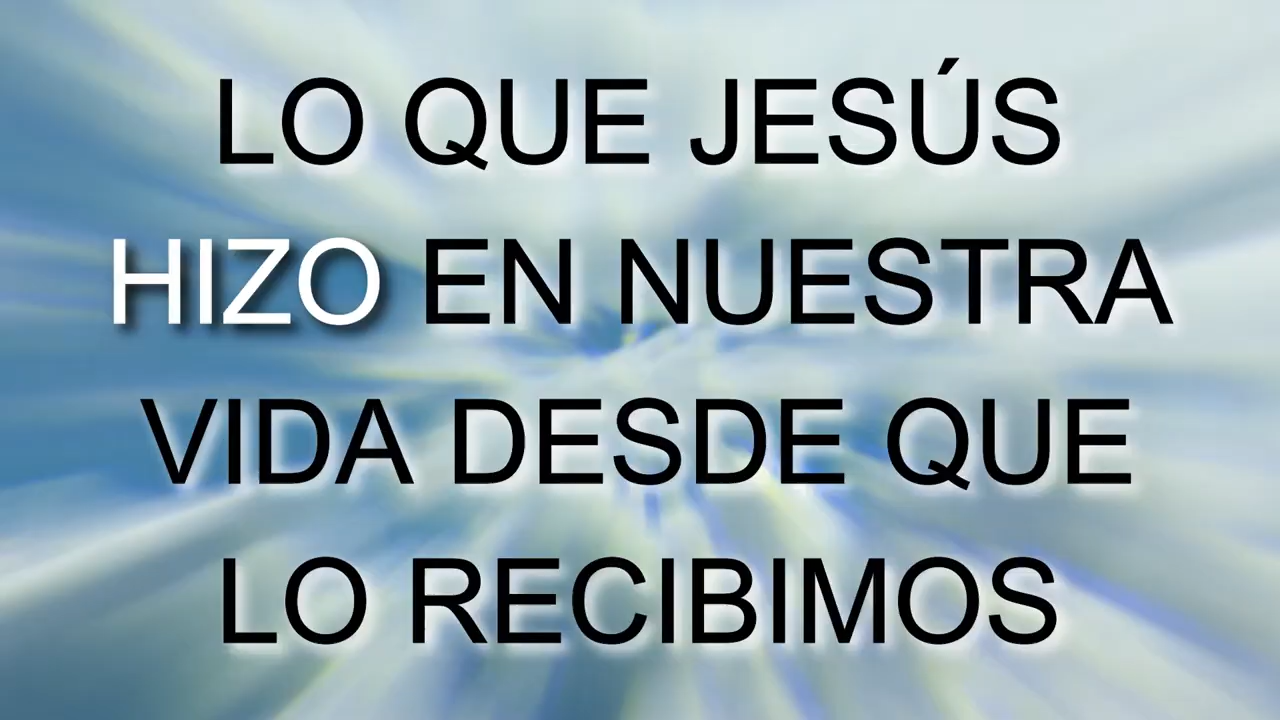 LO QUE JESÚS
HIZO EN NUESTRA
VIDA DESDE QUE
LO RECIBIMOS